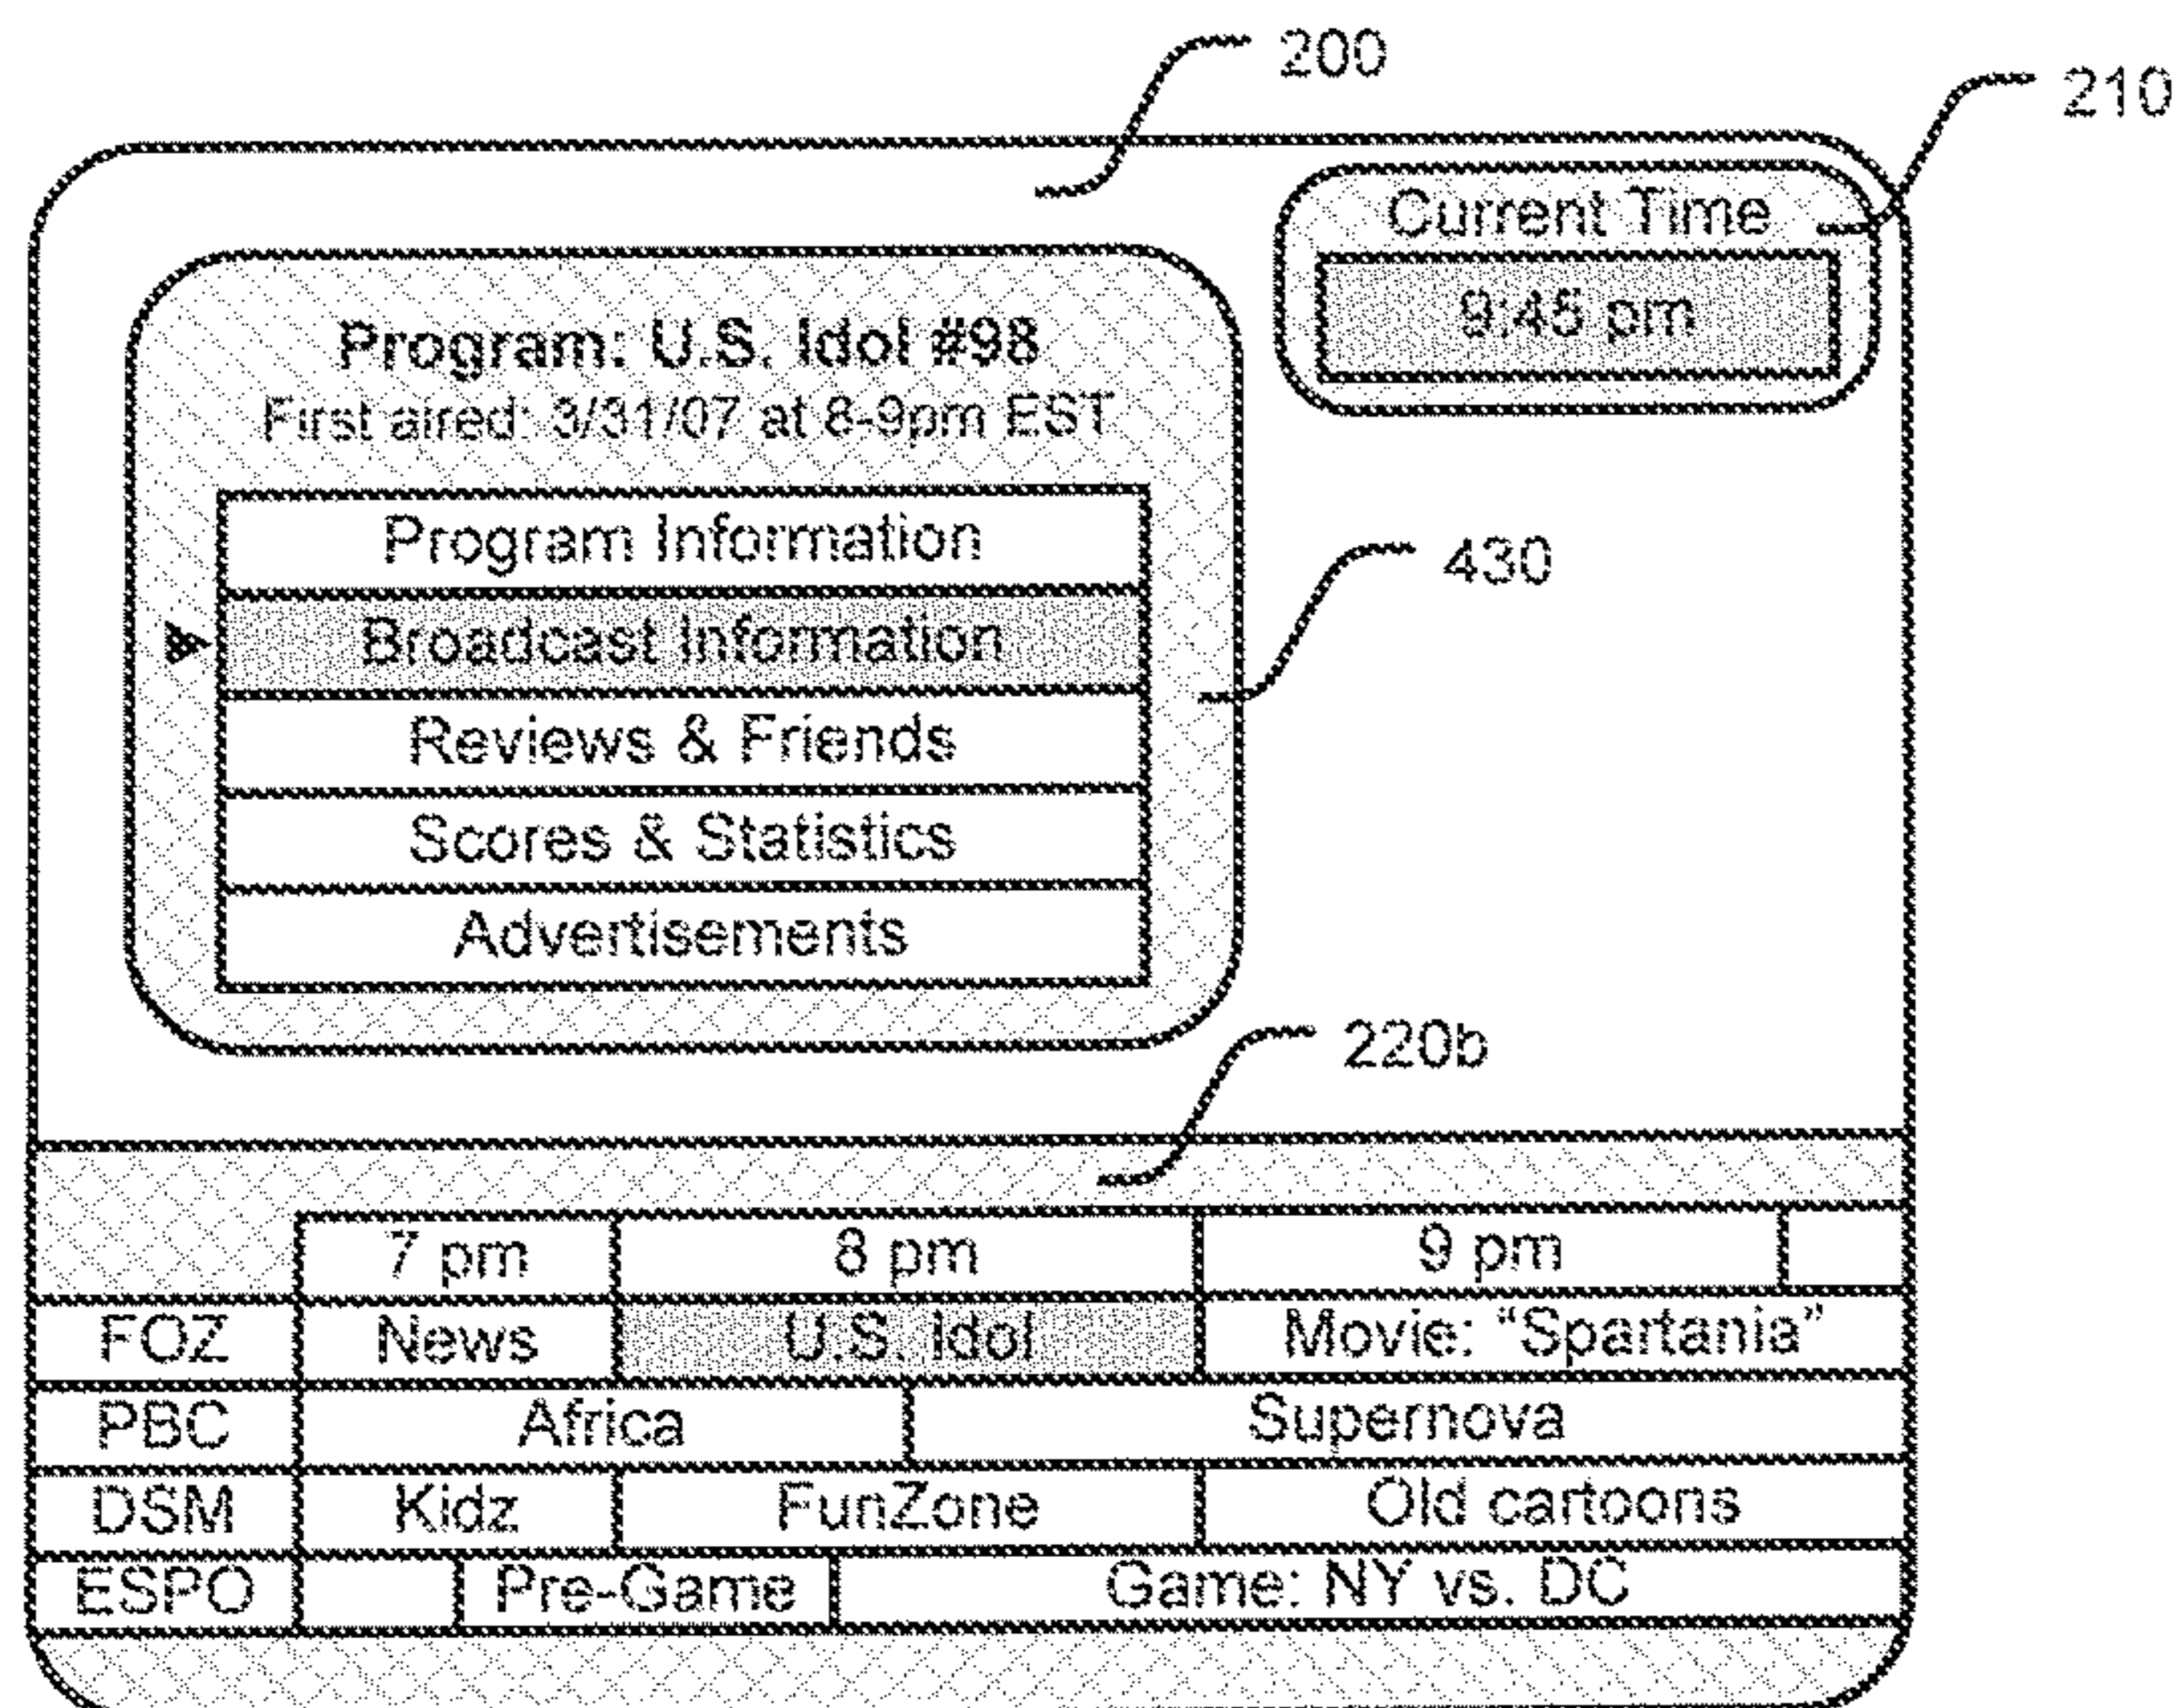 200
210
Current Time
9:45 pm
Program: U.S. Idol #98
First aired: 3/31/07 at 8-9pm EST
Program Information
430
Broadcast Information
Reviews & Friends
Scores & Statistics
Advertisements
220b
7 pm 8 pm 9 pm
FOZ News U.S. Idol Movie: “Spartania”
PBC Africa Supernova
DSM Kidz FunZone Old cartoons
ESPO Pre-Game Game: NY vs. DC